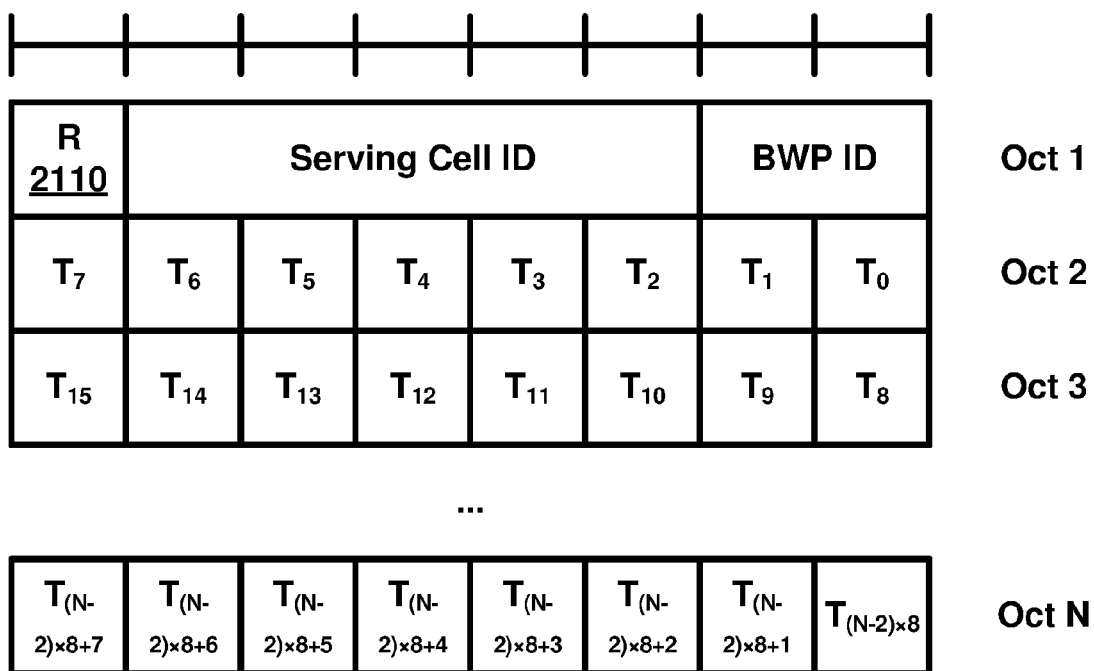 R Serving Cell ID BWP ID Oct 1
2110
T7 T6 T5 T4 T3 T2 T1 T0 Oct 2
T15 T14 T13 T12 T11 T10 T9 T8 Oct 3
...
T(N- T(N- T(N- T(N- T(N- T(N- T(N- T(N-2)×8 Oct N
2)×8+7 2)×8+6 2)×8+5 2)×8+4 2)×8+3 2)×8+2 2)×8+1